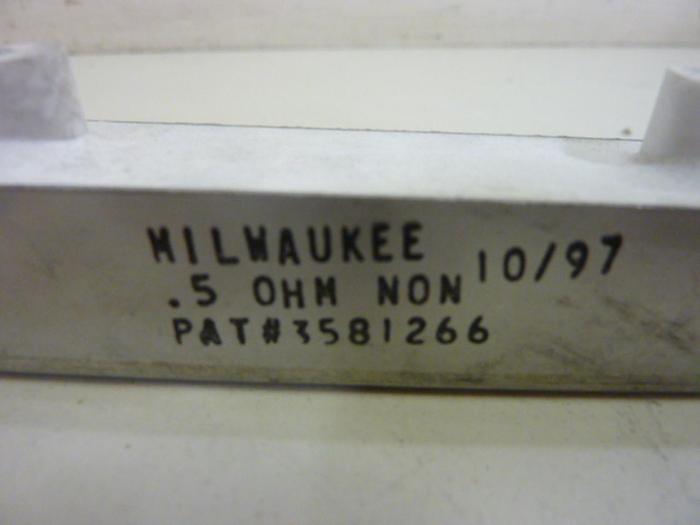 MILWAUKEE 10/97
.5 OHM NON
PAT#3581266